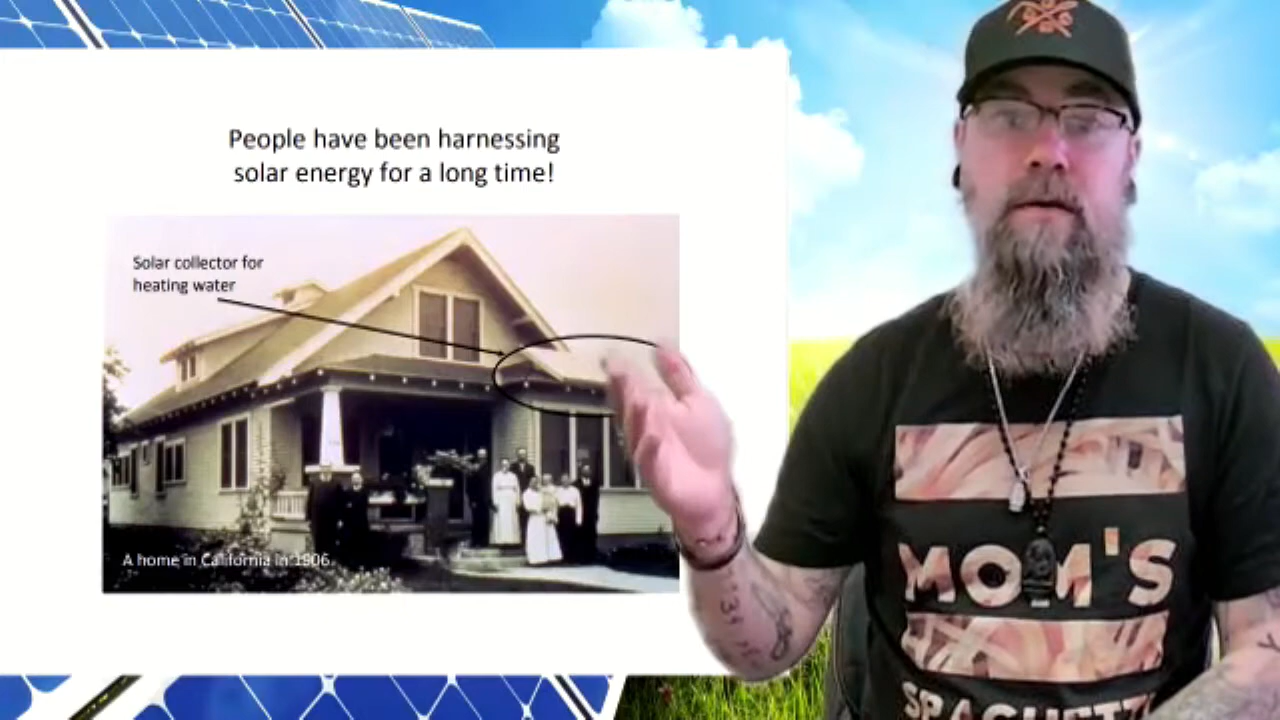 People have been harnessing
solar energy for a long time!
Solar collector for
heating water
A home in California in 1906.
MOM'S
SPAGHETTI